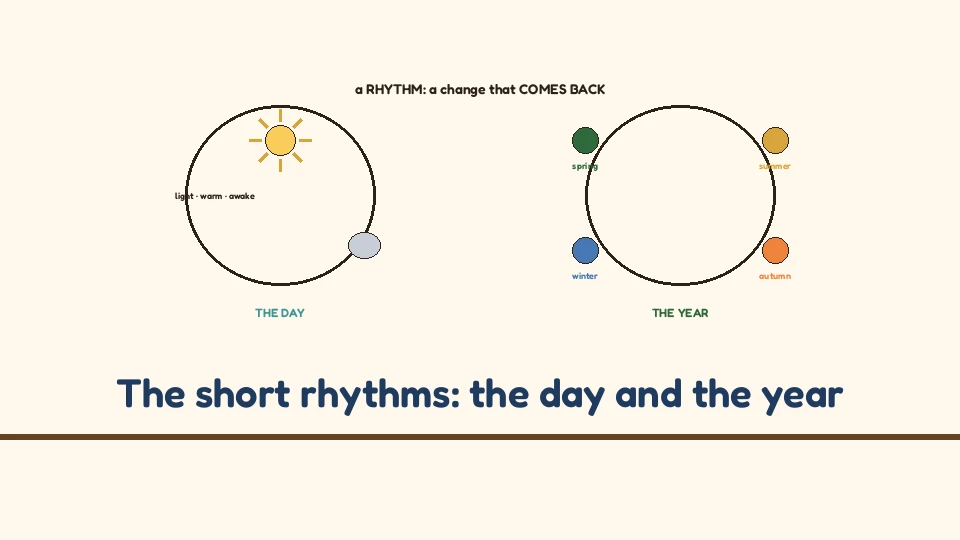 a RHYTHM: a change that COMES BACK
light · warm · awake
spring
summer
winter
autumn
THE DAY
THE YEAR
The short rhythms: the day and the year